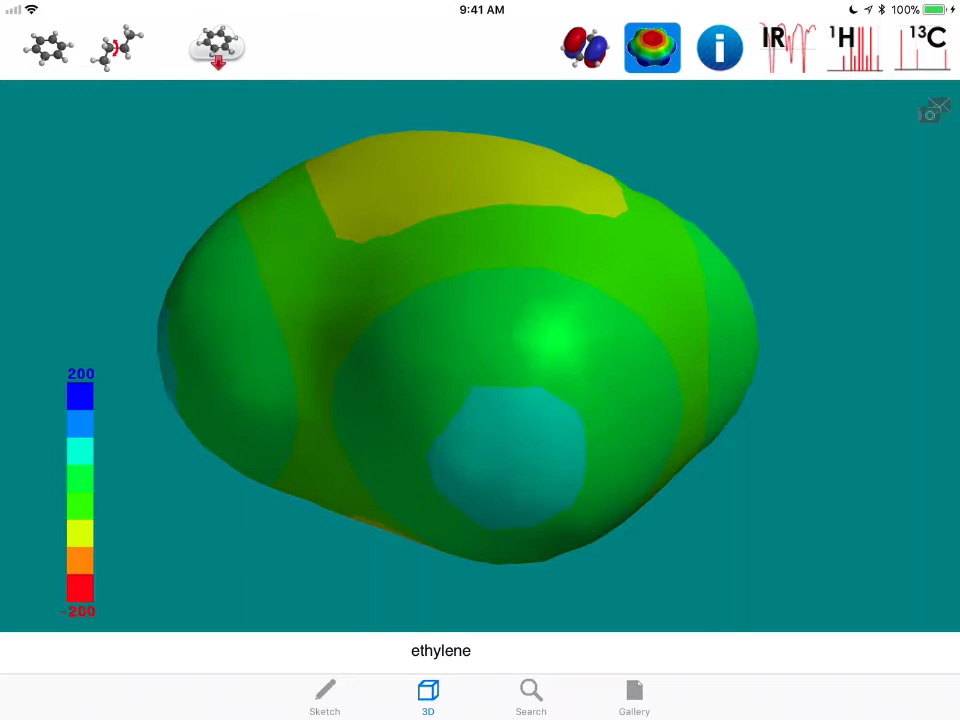 9:41 AM
100%
i
IR
¹H
¹³C
200
-200
ethylene
Sketch
3D
Search
Gallery